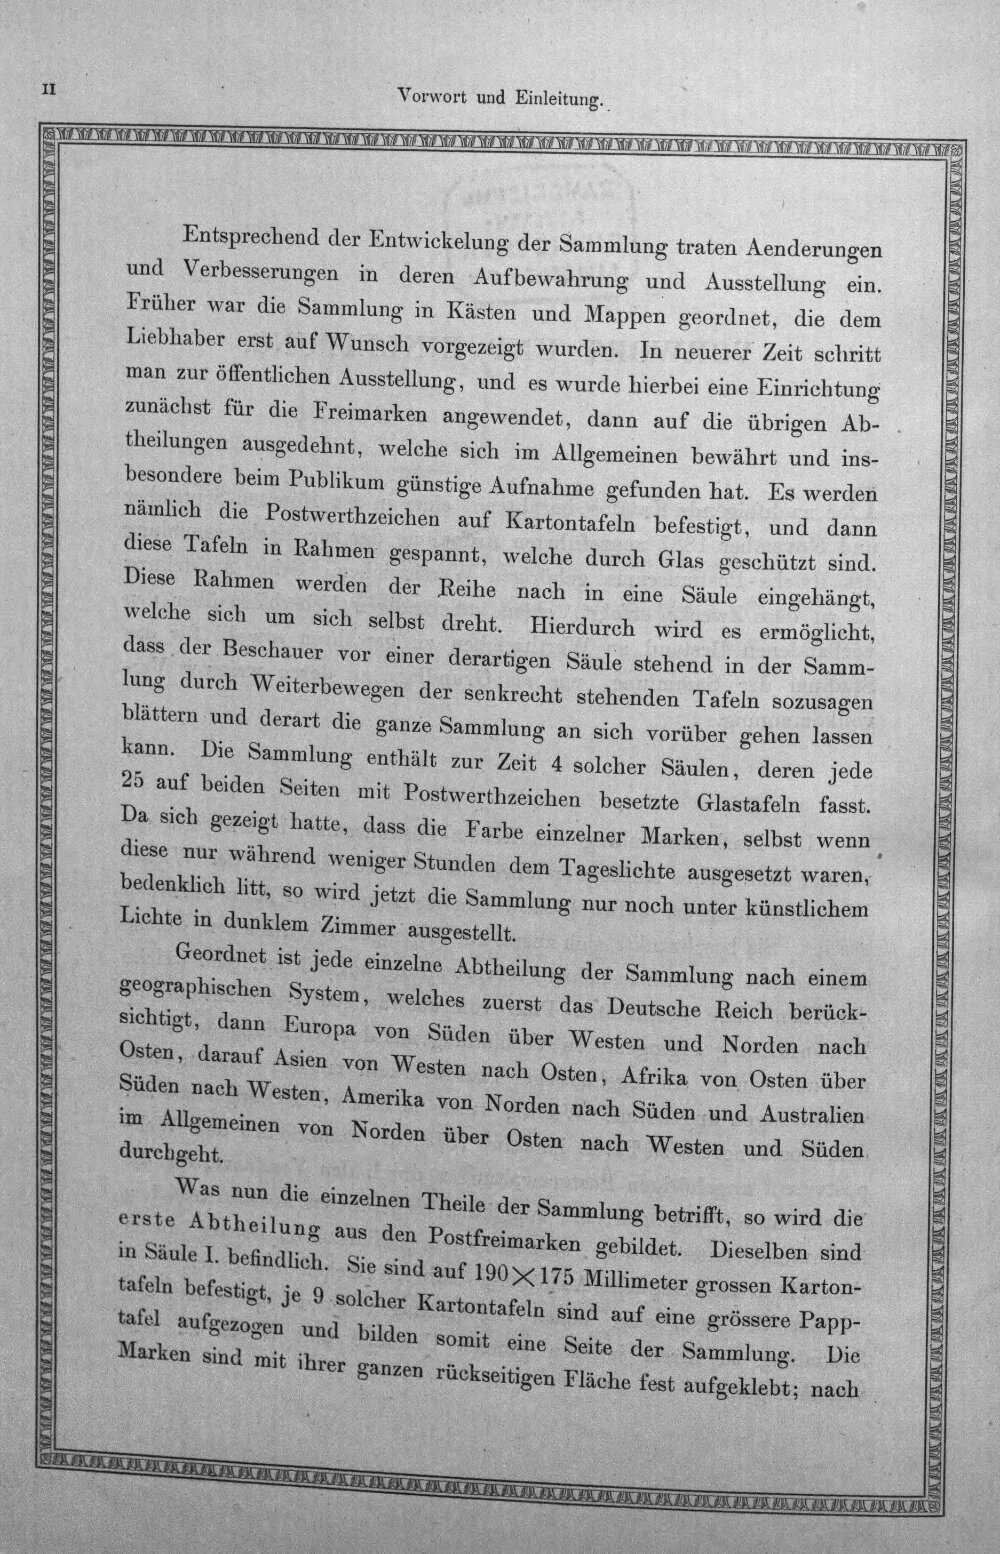 II
Vorwort und Einleitung.
Entsprechend der Entwickelung der Sammlung traten Aenderungen
und Verbesserungen in deren Aufbewahrung und Ausstellung ein.
Früher war die Sammlung in Kästen und Mappen geordnet, die dem
Liebhaber erst auf Wunsch vorgezeigt wurden. In neuerer Zeit schritt
man zur öffentlichen Ausstellung, und es wurde hierbei eine Einrichtung
zunächst für die Freimarken angewendet, dann auf die übrigen Ab-
theilungen ausgedehnt, welche sich im Allgemeinen bewährt und ins-
besondere beim Publikum günstige Aufnahme gefunden hat. Es werden
nämlich die Postwerthzeichen auf Kartontafeln befestigt, und dann
diese Tafeln in Rahmen gespannt, welche durch Glas geschützt sind.
Diese Rahmen werden der Reihe nach in eine Säule eingehängt,
welche sich um sich selbst dreht. Hierdurch wird es ermöglicht,
dass der Beschauer vor einer derartigen Säule stehend in der Samm-
lung durch Weiterbewegen der senkrecht stehenden Tafeln sozusagen
blättern und derart die ganze Sammlung an sich vorüber gehen lassen
kann. Die Sammlung enthält zur Zeit 4 solcher Säulen, deren jede
25 auf beiden Seiten mit Postwerthzeichen besetzte Glastafeln fasst.
Da sich gezeigt hatte, dass die Farbe einzelner Marken, selbst wenn
diese nur während weniger Stunden dem Tageslichte ausgesetzt waren,
bedenklich litt, so wird jetzt die Sammlung nur noch unter künstlichem
Lichte in dunklem Zimmer ausgestellt.
Geordnet ist jede einzelne Abtheilung der Sammlung nach einem
geographischen System, welches zuerst das Deutsche Reich berück-
sichtigt, dann Europa von Süden über Westen und Norden nach
Osten, darauf Asien von Westen nach Osten, Afrika von Osten über
Süden nach Westen, Amerika von Norden nach Süden und Australien
im Allgemeinen von Norden über Osten nach Westen und Süden
durchgeht.
Was nun die einzelnen Theile der Sammlung betrifft, so wird die
erste Abtheilung aus den Postfreimarken gebildet. Dieselben sind
in Säule I. befindlich. Sie sind auf 190×175 Millimeter grossen Karton-
tafeln befestigt, je 9 solcher Kartontafeln sind auf eine grössere Papp-
tafel aufgezogen und bilden somit eine Seite der Sammlung. Die
Marken sind mit ihrer ganzen rückseitigen Fläche fest aufgeklebt; nach